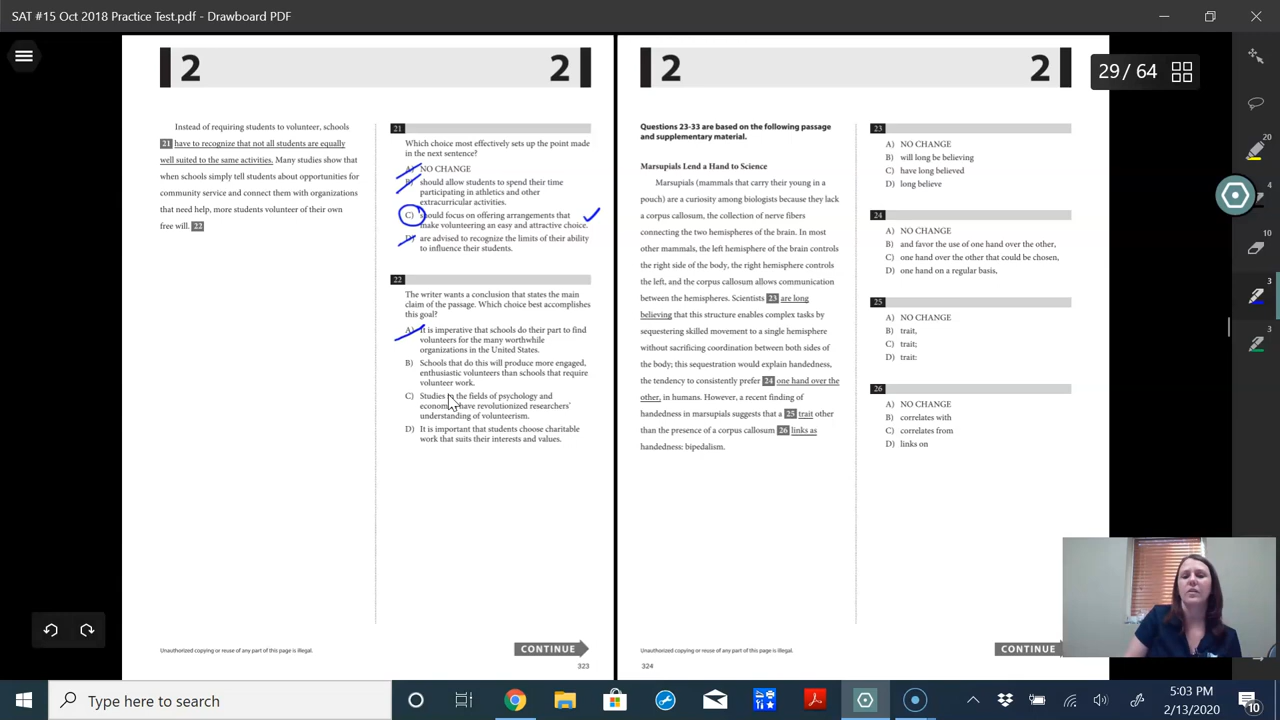 SAT #15 Oct 2018 Practice Test.pdf - Drawboard PDF
29 / 64
2
2
Instead of requiring students to volunteer, schools
21 have to recognize that not all students are equally
well suited to the same activities. Many studies show that
when schools simply tell students about opportunities for
community service and connect them with organizations
that need help, more students volunteer of their own
free will. 22
21
Which choice most effectively sets up the point made
in the next sentence?
A) NO CHANGE
B) should allow students to spend their time
participating in athletics and other
extracurricular activities.
C) should focus on offering arrangements that
make volunteering an easy and attractive choice.
D) are advised to recognize the limits of their ability
to influence their students.
22
The writer wants a conclusion that states the main
claim of the passage. Which choice best accomplishes
this goal?
A) It is imperative that schools do their part to find
volunteers for the many worthwhile
organizations in the United States.
B) Schools that do this will produce more engaged,
enthusiastic volunteers than schools that require
volunteer work.
C) Studies in the fields of psychology and
have revolutionized researchers'
understanding of volunteerism.
D) It is important that students choose charitable
work that suits their interests and values.
Unauthorized copying or reuse of any part of this page is illegal.
CONTINUE
323
2
2
Questions 23-33 are based on the following passage
and supplementary material.
Marsupials Lend a Hand to Science
Marsupials (mammals that carry their young in a
pouch) are a curiosity among biologists because they lack
a corpus callosum, the collection of nerve fibers
connecting the two hemispheres of the brain. In most
other mammals, the left hemisphere of the brain controls
the right side of the body, the right hemisphere controls
the left, and the corpus callosum allows communication
between the hemispheres. Scientists 23 are long
believing that this structure enables complex tasks by
sequestering skilled movement to a single hemisphere
without sacrificing coordination between both sides of
the body; this sequestration would explain handedness,
the tendency to consistently prefer 24 one hand over the
other, in humans. However, a recent finding of
handedness in marsupials suggests that a 25 trait other
than the presence of a corpus callosum 26 links as
handedness: bipedalism.
23
A) NO CHANGE
B) will long be believing
C) have long believed
D) long believe
24
A) NO CHANGE
B) and favor the use of one hand over the other,
C) one hand over the other that could be chosen,
D) one hand on a regular basis,
25
A) NO CHANGE
B) trait,
C) trait;
D) trait:
26
A) NO CHANGE
B) correlates with
C) correlates from
D) links on
Unauthorized copying or reuse of any part of this page is illegal.
CONTINUE
324
20
10
Type here to search
5:03 PM
2/13/2020
10